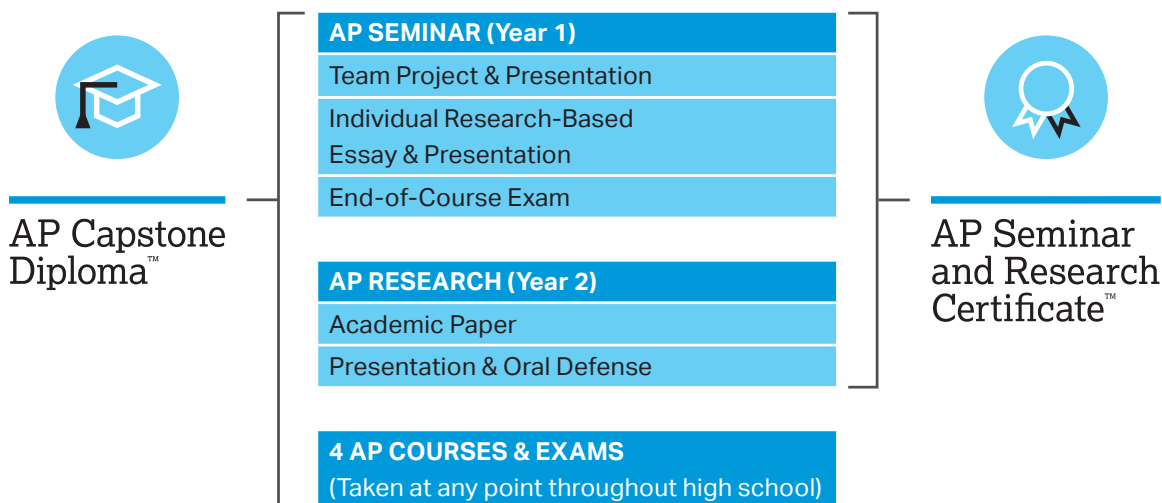 AP Capstone
Diploma™
AP SEMINAR (Year 1)
Team Project & Presentation
Individual Research-Based
Essay & Presentation
End-of-Course Exam
AP RESEARCH (Year 2)
Academic Paper
Presentation & Oral Defense
4 AP COURSES & EXAMS
(Taken at any point throughout high school)
AP Seminar
and Research
Certificate™